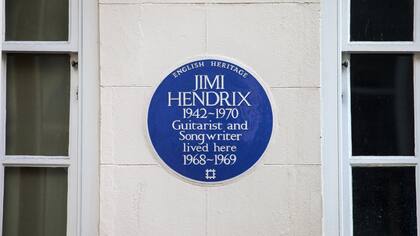 ENGLISH HERITAGE
JIMI
HENDRIX
1942~1970
Guitarist and
Songwriter
lived here
1968~1969